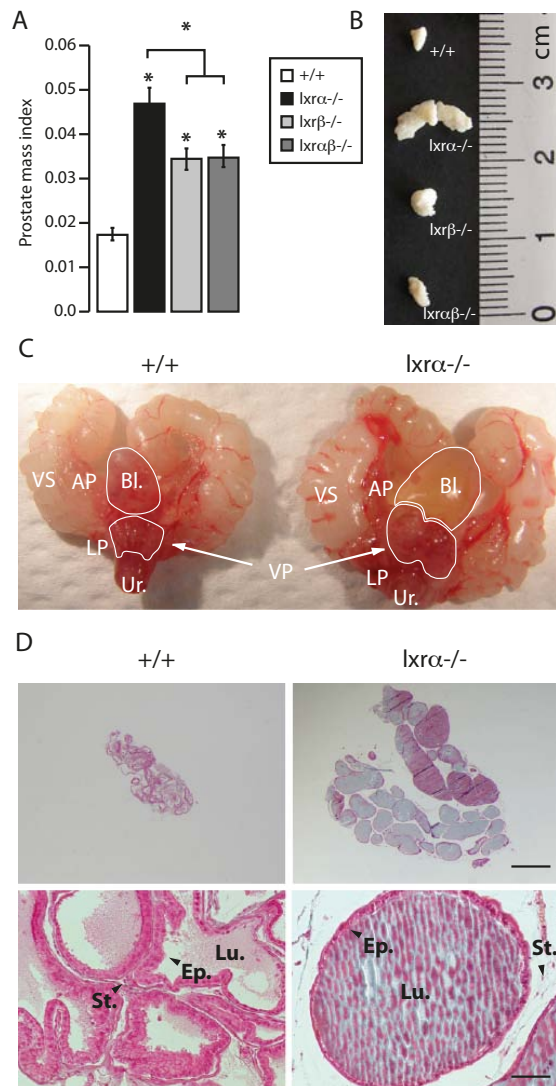 A
Prostate mass index
0.06
0.05
0.04
0.03
0.02
0.01
0.0
*
*
*
*
+/+
lxrα-/-
lxrβ-/-
lxrαβ-/-
B
+/+
lxrα-/-
lxrβ-/-
lxrαβ-/-
cm
3
2
1
0
C
+/+
lxrα-/-
VS
AP
Bl.
LP
Ur.
VP
VS
AP
Bl.
LP
Ur.
D
+/+
lxrα-/-
Lu.
Ep.
St.
Ep.
Lu.
St.